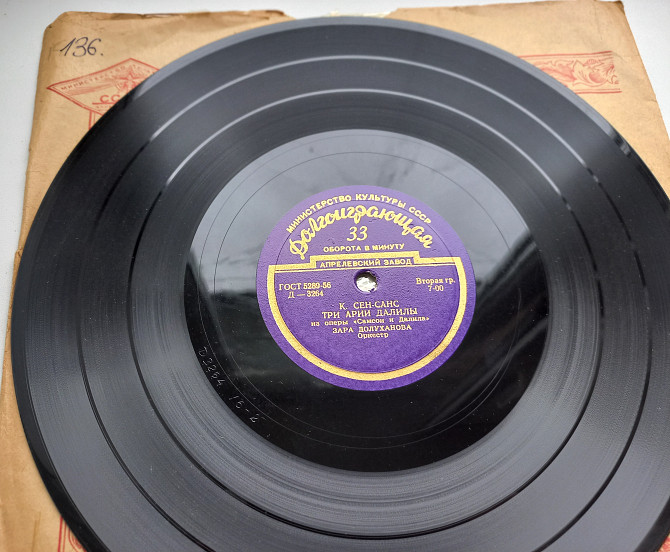 136.
МИНИСТЕРСТВО КУЛЬТУРЫ СССР
Долгоиграющая
33
ОБОРОТА В МИНУТУ
АПРЕЛЕВСКИЙ ЗАВОД
ГОСТ 5289-56
Д — 3264
Вторая гр.
7-00
К. СЕН-САНС
ТРИ АРИИ ДАЛИЛЫ
из оперы «Самсон и Далила»
ЗАРА ДОЛУХАНОВА
Оркестр